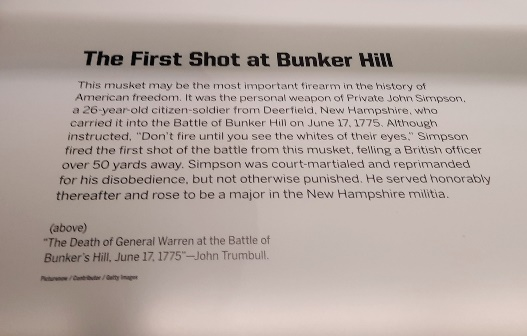 The First Shot at Bunker Hill
This musket may be the most important firearm in the history of
American freedom. It was the personal weapon of Private John Simpson,
a 26-year-old citizen-soldier from Deerfield, New Hampshire, who
carried it into the Battle of Bunker Hill on June 17, 1775. Although
instructed, "Don't fire until you see the whites of their eyes," Simpson
fired the first shot of the battle from this musket, felling a British officer
over 50 yards away. Simpson was court-martialed and reprimanded
for his disobedience, but not otherwise punished. He served honorably
thereafter and rose to be a major in the New Hampshire militia.
(above)
"The Death of General Warren at the Battle of
Bunker's Hill, June 17, 1775"—John Trumbull.
Picturenow / Contributor / Getty Images